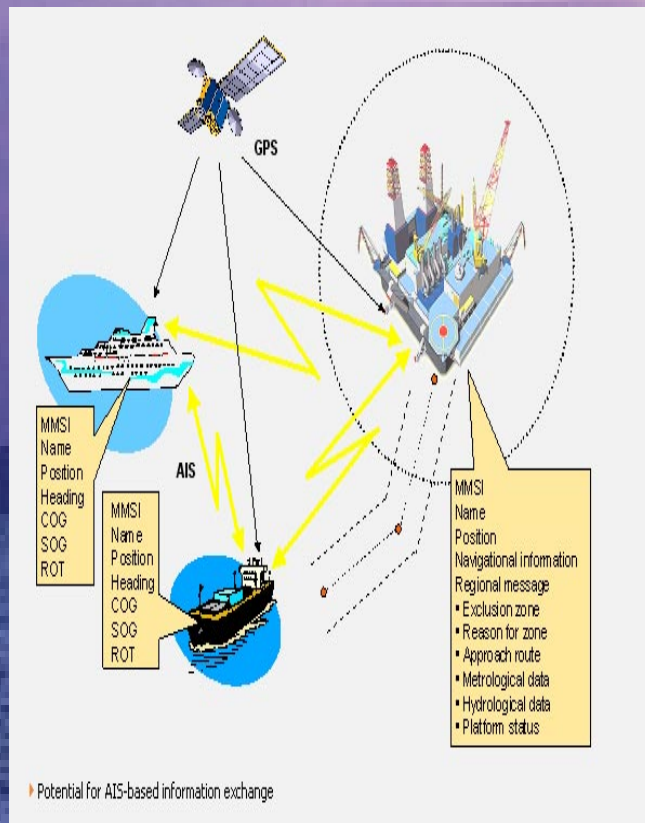 GPS
AIS
MMSI
Name
Position
Heading
COG
SOG
ROT
MMSI
Name
Position
Heading
COG
SOG
ROT
MMSI
Name
Position
Navigational information
Regional message
▪ Exclusion zone
▪ Reason for zone
▪ Approach route
▪ Metrological data
▪ Hydrological data
▪ Platform status
Potential for AIS-based information exchange